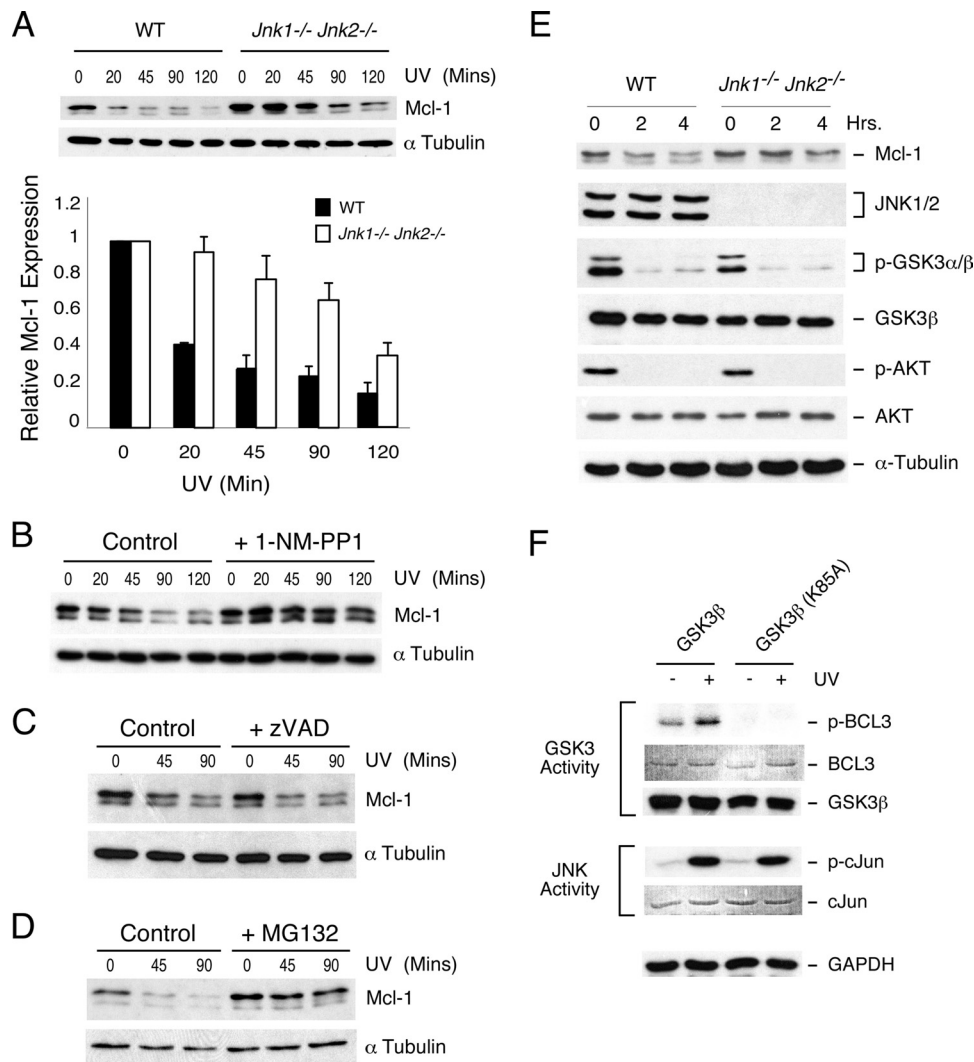 A
WT Jnk1-/- Jnk2-/-
0 20 45 90 120 0 20 45 90 120 UV (Mins)
Mcl-1
α Tubulin
Relative Mcl-1 Expression
1.2
1
0.8
0.6
0.4
0.2
0
WT
Jnk1-/- Jnk2-/-
0 20 45 90 120
UV (Min)
B
Control + 1-NM-PP1
0 20 45 90 120 0 20 45 90 120 UV (Mins)
Mcl-1
α Tubulin
C
Control + zVAD
0 45 90 0 45 90 UV (Mins)
Mcl-1
α Tubulin
D
Control + MG132
0 45 90 0 45 90 UV (Mins)
Mcl-1
α Tubulin
E
WT Jnk1-/- Jnk2-/-
0 2 4 0 2 4 Hrs.
Mcl-1
JNK1/2
p-GSK3α/β
GSK3β
p-AKT
AKT
α-Tubulin
F
GSK3β GSK3β (K85A)
- + - + UV
GSK3 Activity
p-BCL3
BCL3
GSK3β
JNK Activity
p-cJun
cJun
GAPDH